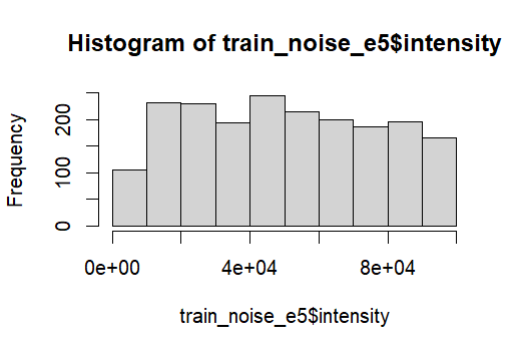 Histogram of train_noise_e5$intensity
Frequency
200
100
0
0e+00 4e+04 8e+04
train_noise_e5$intensity